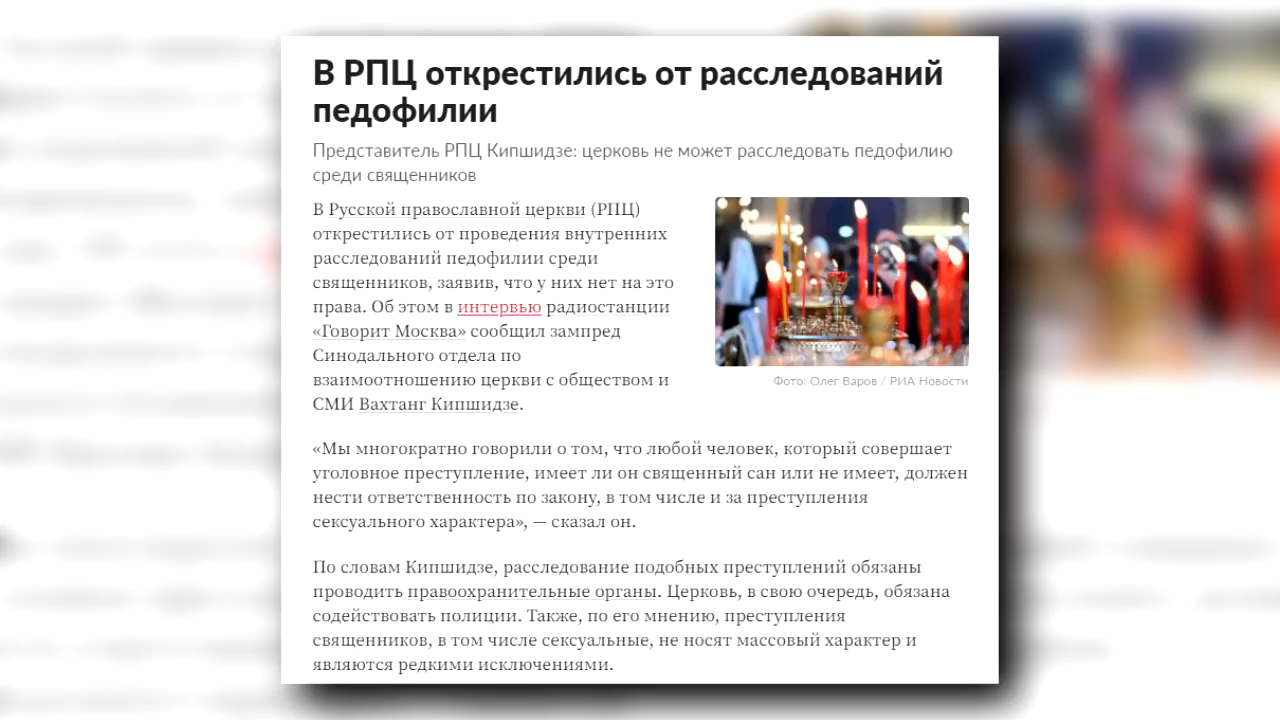 В РПЦ открестились от расследований
педофилии
Представитель РПЦ Кипшидзе: церковь не может расследовать педофилию
среди священников
В Русской православной церкви (РПЦ)
открестились от проведения внутренних
расследований педофилии среди
священников, заявив, что у них нет на это
права. Об этом в интервью радиостанции
«Говорит Москва» сообщил зампред
Синодального отдела по
взаимоотношению церкви с обществом и
СМИ Вахтанг Кипшидзе.
Фото: Олег Варов / РИА Новости
«Мы многократно говорили о том, что любой человек, который совершает
уголовное преступление, имеет ли он священный сан или не имеет, должен
нести ответственность по закону, в том числе и за преступления
сексуального характера», — сказал он.
По словам Кипшидзе, расследование подобных преступлений обязаны
проводить правоохранительные органы. Церковь, в свою очередь, обязана
содействовать полиции. Также, по его мнению, преступления
священников, в том числе сексуальные, не носят массовый характер и
являются редкими исключениями.